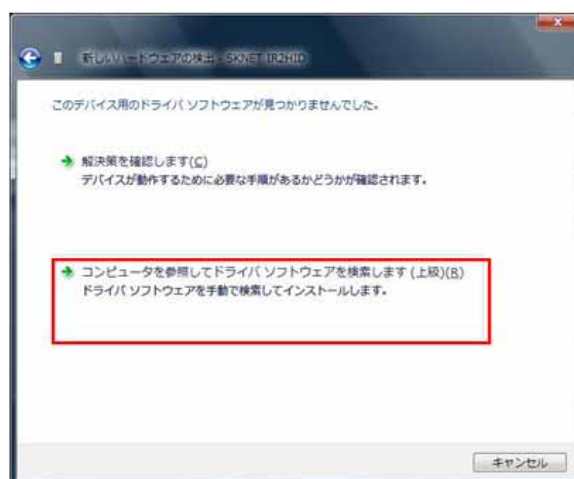 新しいハードウェアの検出 - SKNET IR2HID
このデバイス用のドライバ ソフトウェアが見つかりませんでした。
解決策を確認します(C)
デバイスが動作するために必要な手順があるかどうかが確認されます。
コンピュータを参照してドライバ ソフトウェアを検索します (上級)(R)
ドライバ ソフトウェアを手動で検索してインストールします。
キャンセル